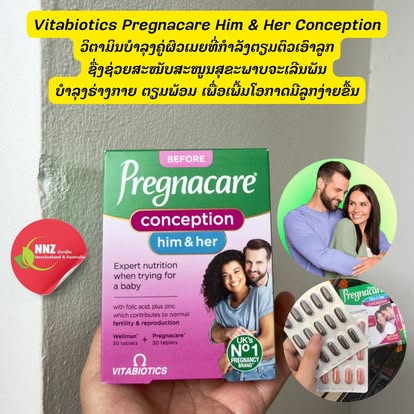 Vitabiotics Pregnacare Him & Her Conception
ວິຕາມິນບຳລຸງຄູ່ຜົວເມຍທີ່ກຳລັງຕຽມຕົວເອົາລູກ
ຊື່ງຊ່ວຍສະໜັບສະໜູນສຸຂະພາບຈະເລີນພັນ
ບຳລຸງຮ່າງກາຍ ຕຽມພ້ອມ ເພື່ອເພີ້ມໂອກາດມີລູກງ່າຍຂຶ້ນ
BEFORE
Pregnacare
conception
him & her
Expert nutrition
when trying for
a baby
with folic acid, plus zinc
which contributes to normal
fertility & reproduction
Wellman + Pregnacare
30 tablets 30 tablets
VITABIOTICS
UK's
No1
PREGNANCY
BRAND
NNZ
NewZealand & Australia
Pregnacare
conception